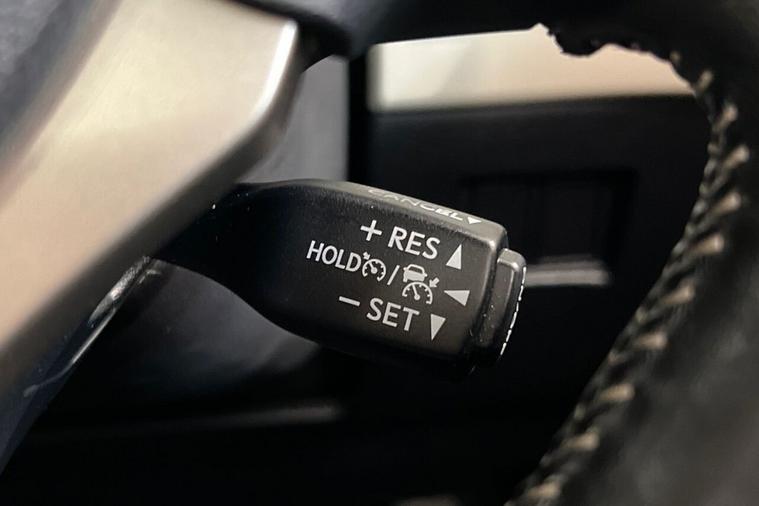 CANCEL
+ RES
HOLD /
− SET